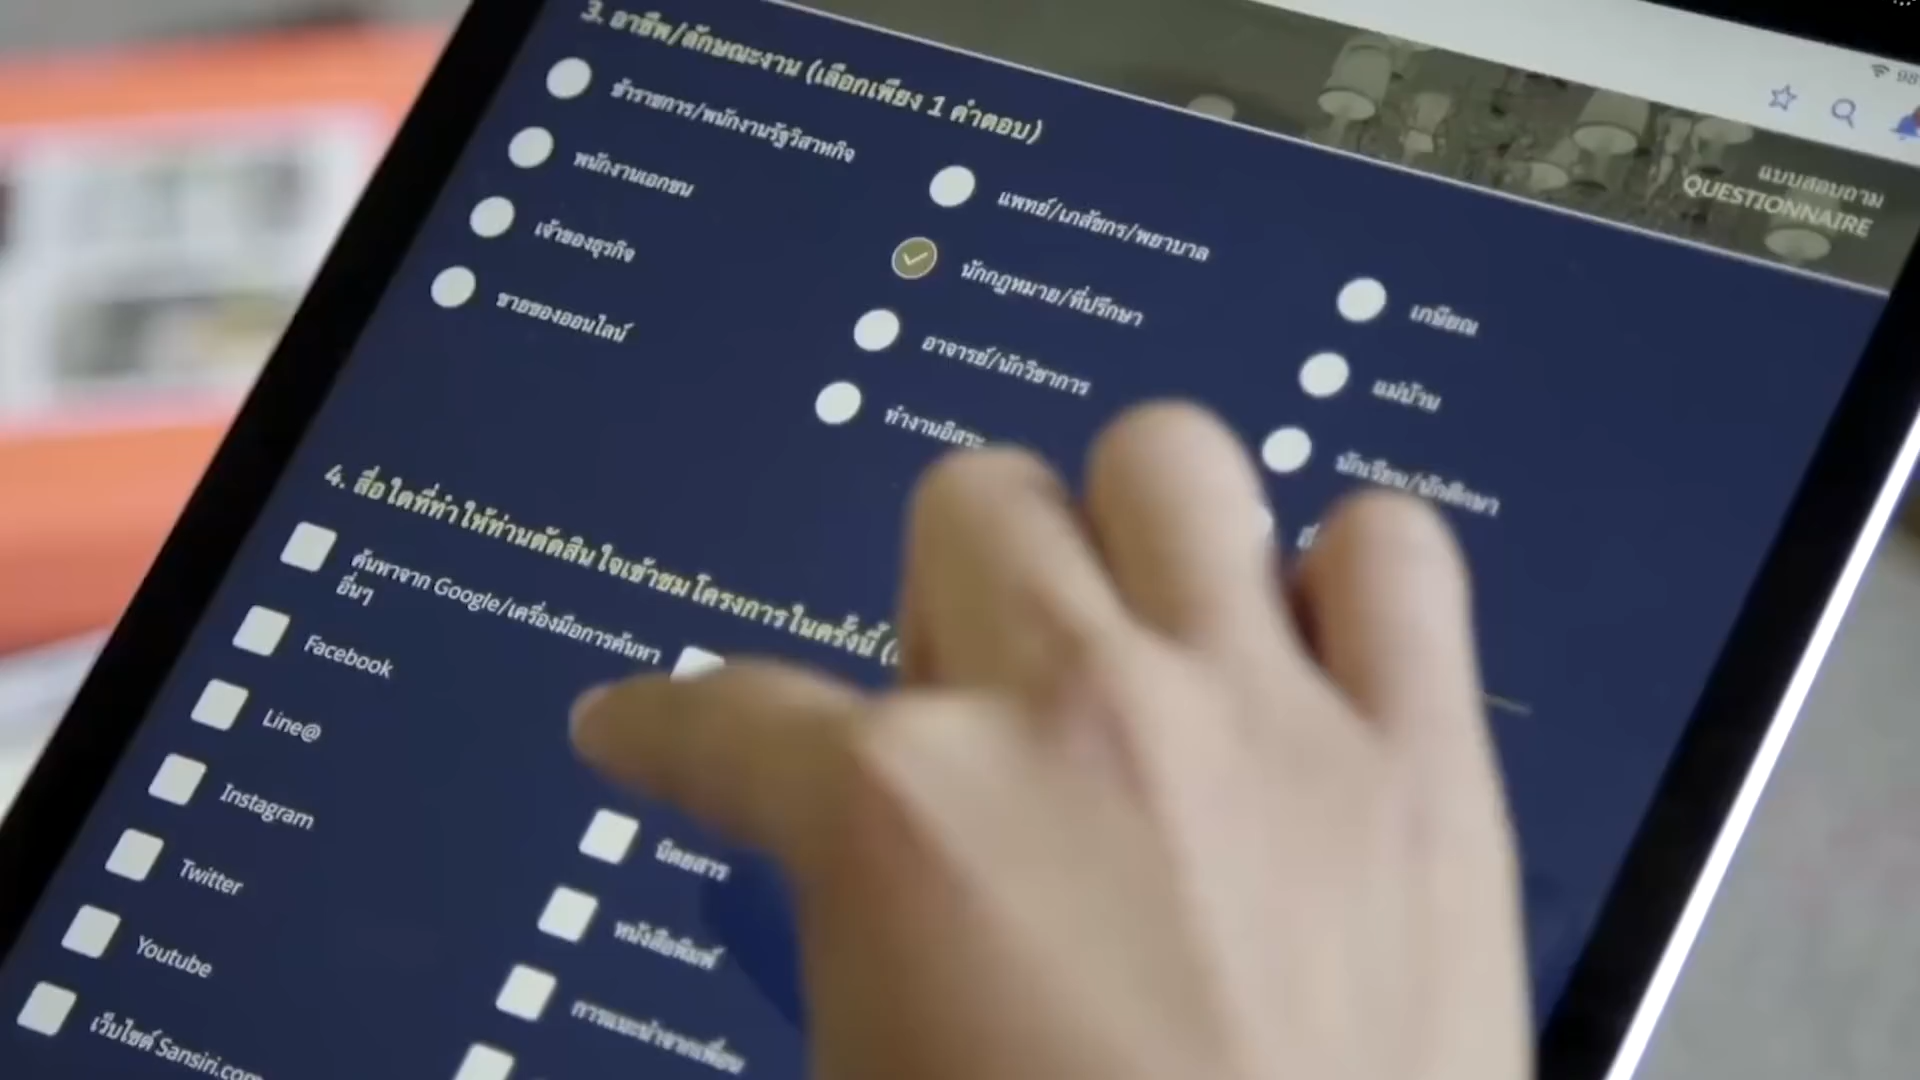 98
แบบสอบถาม
QUESTIONNAIRE
3. อาชีพ/ลักษณะงาน (เลือกเพียง 1 คำตอบ)
ข้าราชการ/พนักงานรัฐวิสาหกิจ
พนักงานเอกชน
เจ้าของธุรกิจ
ขายของออนไลน์
แพทย์/เภสัชกร/พยาบาล
นักกฎหมาย/ที่ปรึกษา
อาจารย์/นักวิชาการ
ทำงานอิสระ
เกษียณ
แม่บ้าน
นักเรียน/นักศึกษา
4. สื่อใดที่ทำให้ท่านตัดสินใจเข้าชมโครงการในครั้งนี้ (
ค้นหาจาก Google/เครื่องมือการค้นหา
อื่นๆ
Facebook
Line@
Instagram
Twitter
Youtube
เว็บไซต์ Sansiri.com
นิตยสาร
หนังสือพิมพ์
การแนะนำจากเพื่อน